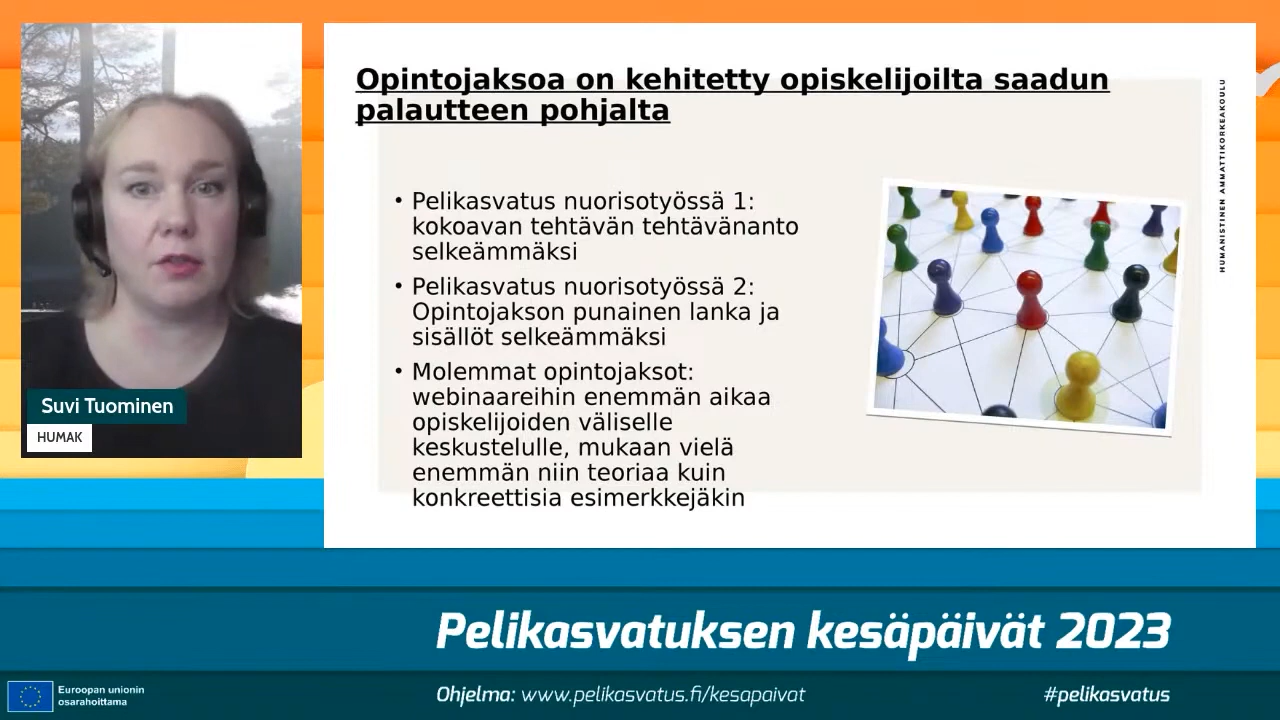 Opintojaksoa on kehitetty opiskelijoilta saadun
palautteen pohjalta
• Pelikasvatus nuorisotyössä 1:
kokoavan tehtävän tehtävänanto
selkeämmäksi
• Pelikasvatus nuorisotyössä 2:
Opintojakson punainen lanka ja
sisällöt selkeämmäksi
• Molemmat opintojaksot:
webinaareihin enemmän aikaa
opiskelijoiden väliselle
keskustelulle, mukaan vielä
enemmän niin teoriaa kuin
konkreettisia esimerkkejäkin
HUMANISTINEN AMMATTIKORKEAKOULU
Suvi Tuominen
HUMAK
Pelikasvatuksen kesäpäivät 2023
Euroopan unionin
osarahoittama
Ohjelma: www.pelikasvatus.fi/kesapaivat
#pelikasvatus